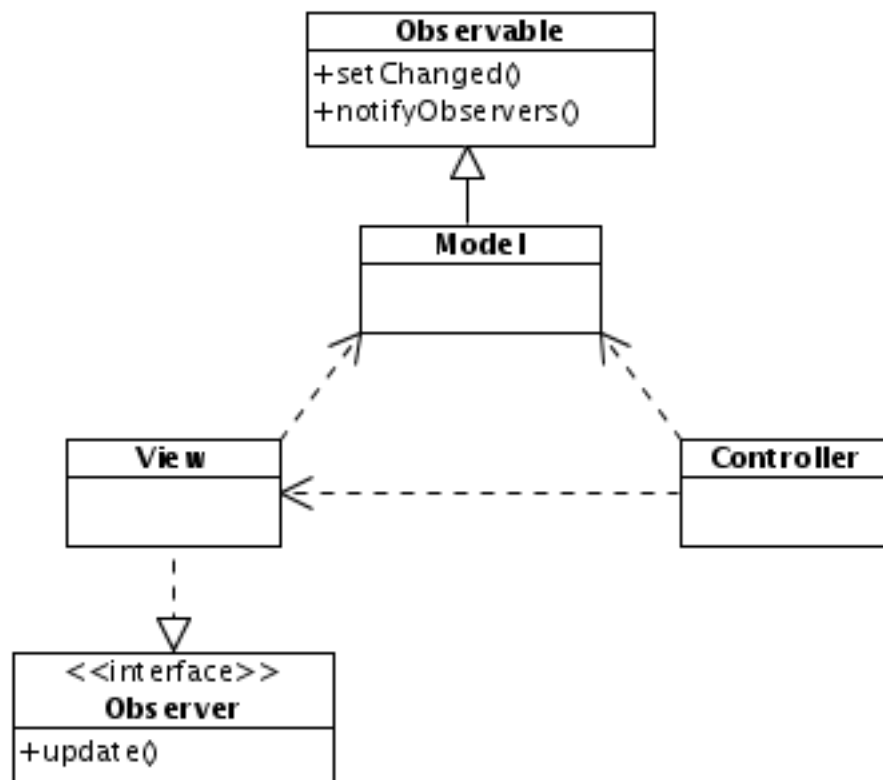 Observable
+setChanged()
+notifyObservers()
Model
View
Controller
<<interface>>
Observer
+update()